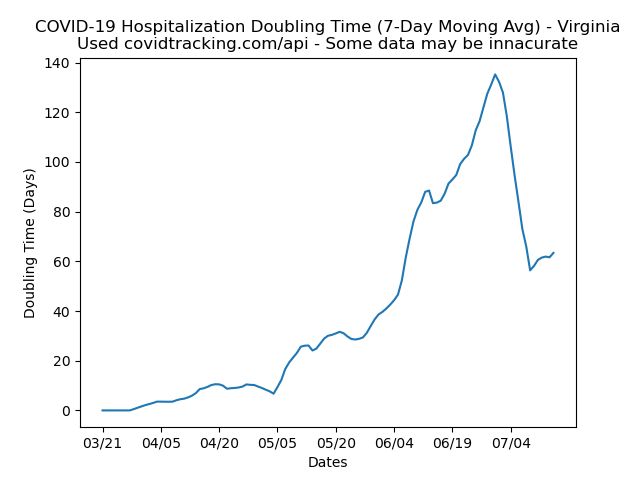 COVID-19 Hospitalization Doubling Time (7-Day Moving Avg) - Virginia
Used covidtracking.com/api - Some data may be innacurate
140
120
100
80
60
40
20
0
Doubling Time (Days)
03/21 04/05 04/20 05/05 05/20 06/04 06/19 07/04
Dates